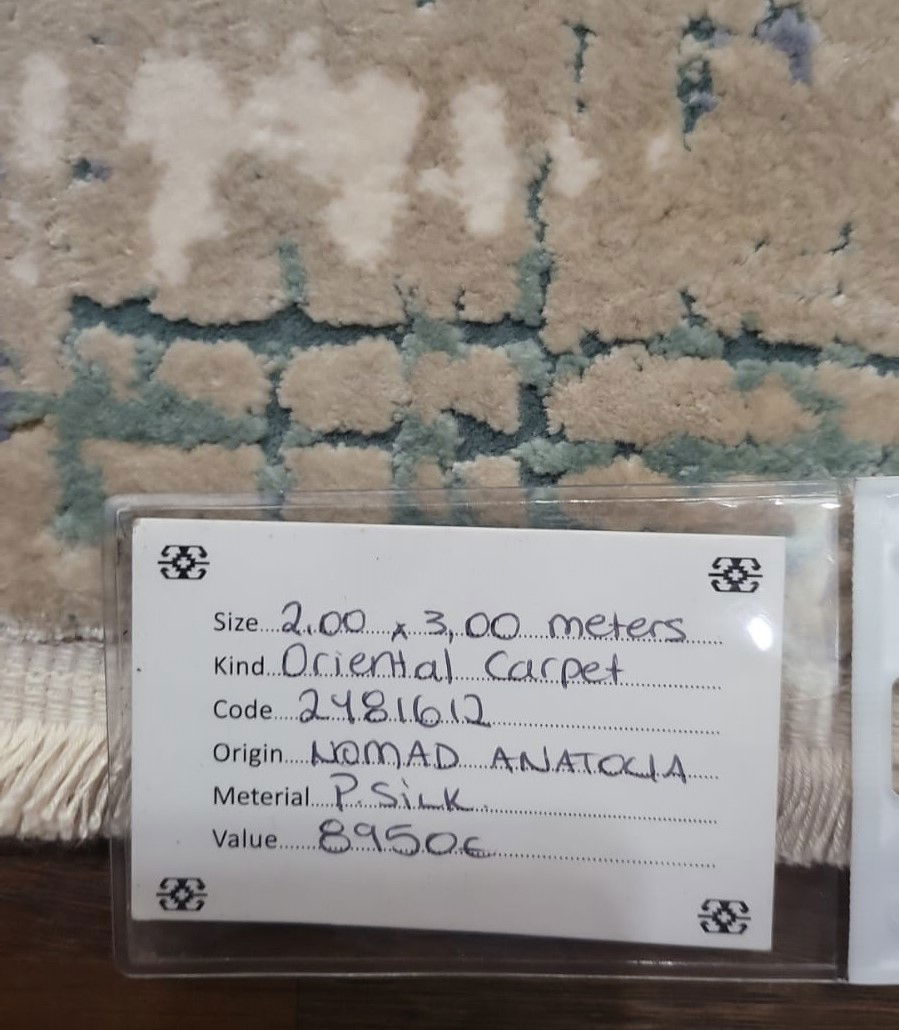 Size...2.00 x 3,00 meters
Kind..Oriental Carpet
Code....2481612
Origin....NOMAD ANATOLIA
Meterial...P.SiLK.
Value......8950€